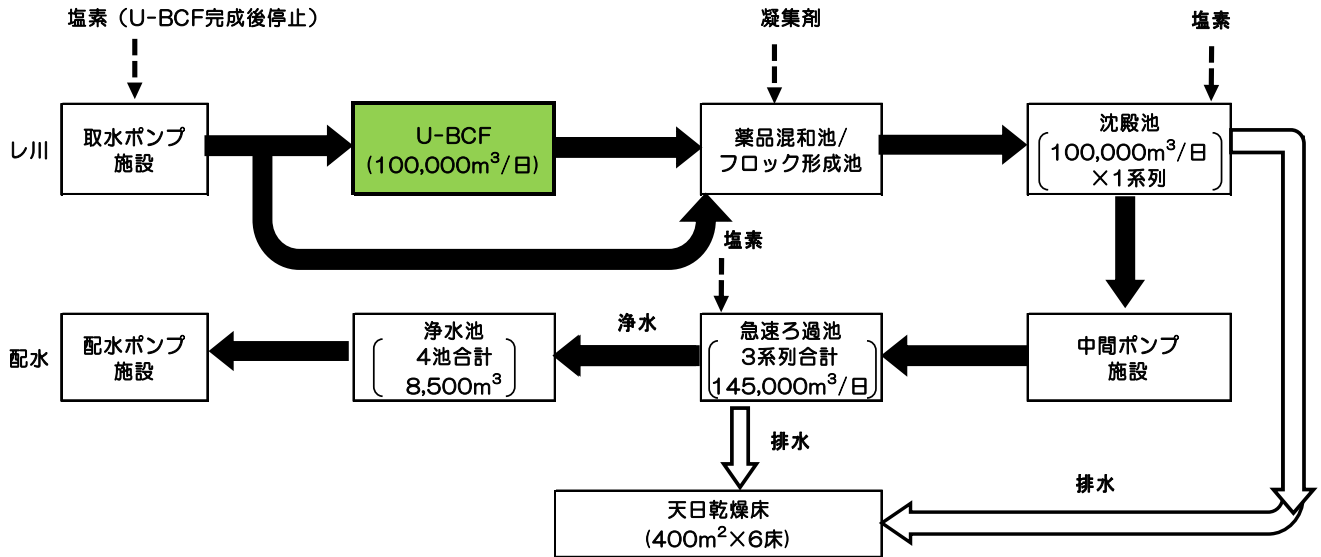 塩素（U-BCF完成後停止）
凝集剤
塩素
レ川
取水ポンプ
施設
U-BCF
(100,000m³/日)
薬品混和池/
フロック形成池
沈殿池
100,000m³/日
×1系列
塩素
配水
配水ポンプ
施設
浄水池
4池合計
8,500m³
浄水
急速ろ過池
3系列合計
145,000m³/日
中間ポンプ
施設
排水
排水
天日乾燥床
(400m²×6床)